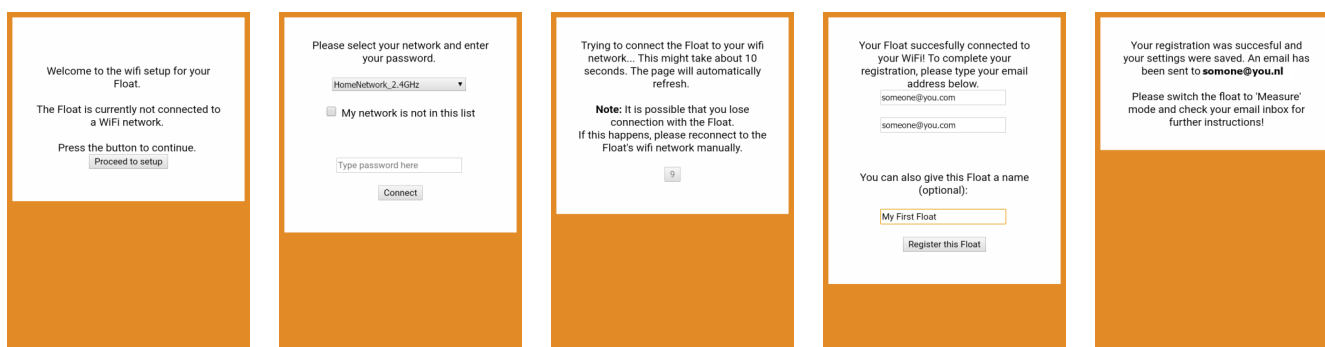 Welcome to the wifi setup for your
Float.
The Float is currently not connected to
a WiFi network.
Press the button to continue.
Proceed to setup
Please select your network and enter
your password.
HomeNetwork_2.4GHz
My network is not in this list
Type password here
Connect
Trying to connect the Float to your wifi
network... This might take about 10
seconds. The page will automatically
refresh.
Note: It is possible that you lose
connection with the Float.
If this happens, please reconnect to the
Float's wifi network manually.
9
Your Float succesfully connected to
your WiFi! To complete your
registration, please type your email
address below.
someone@you.com
someone@you.com
You can also give this Float a name
(optional):
My First Float
Register this Float
Your registration was succesful and
your settings were saved. An email has
been sent to somone@you.nl
Please switch the float to 'Measure'
mode and check your email inbox for
further instructions!